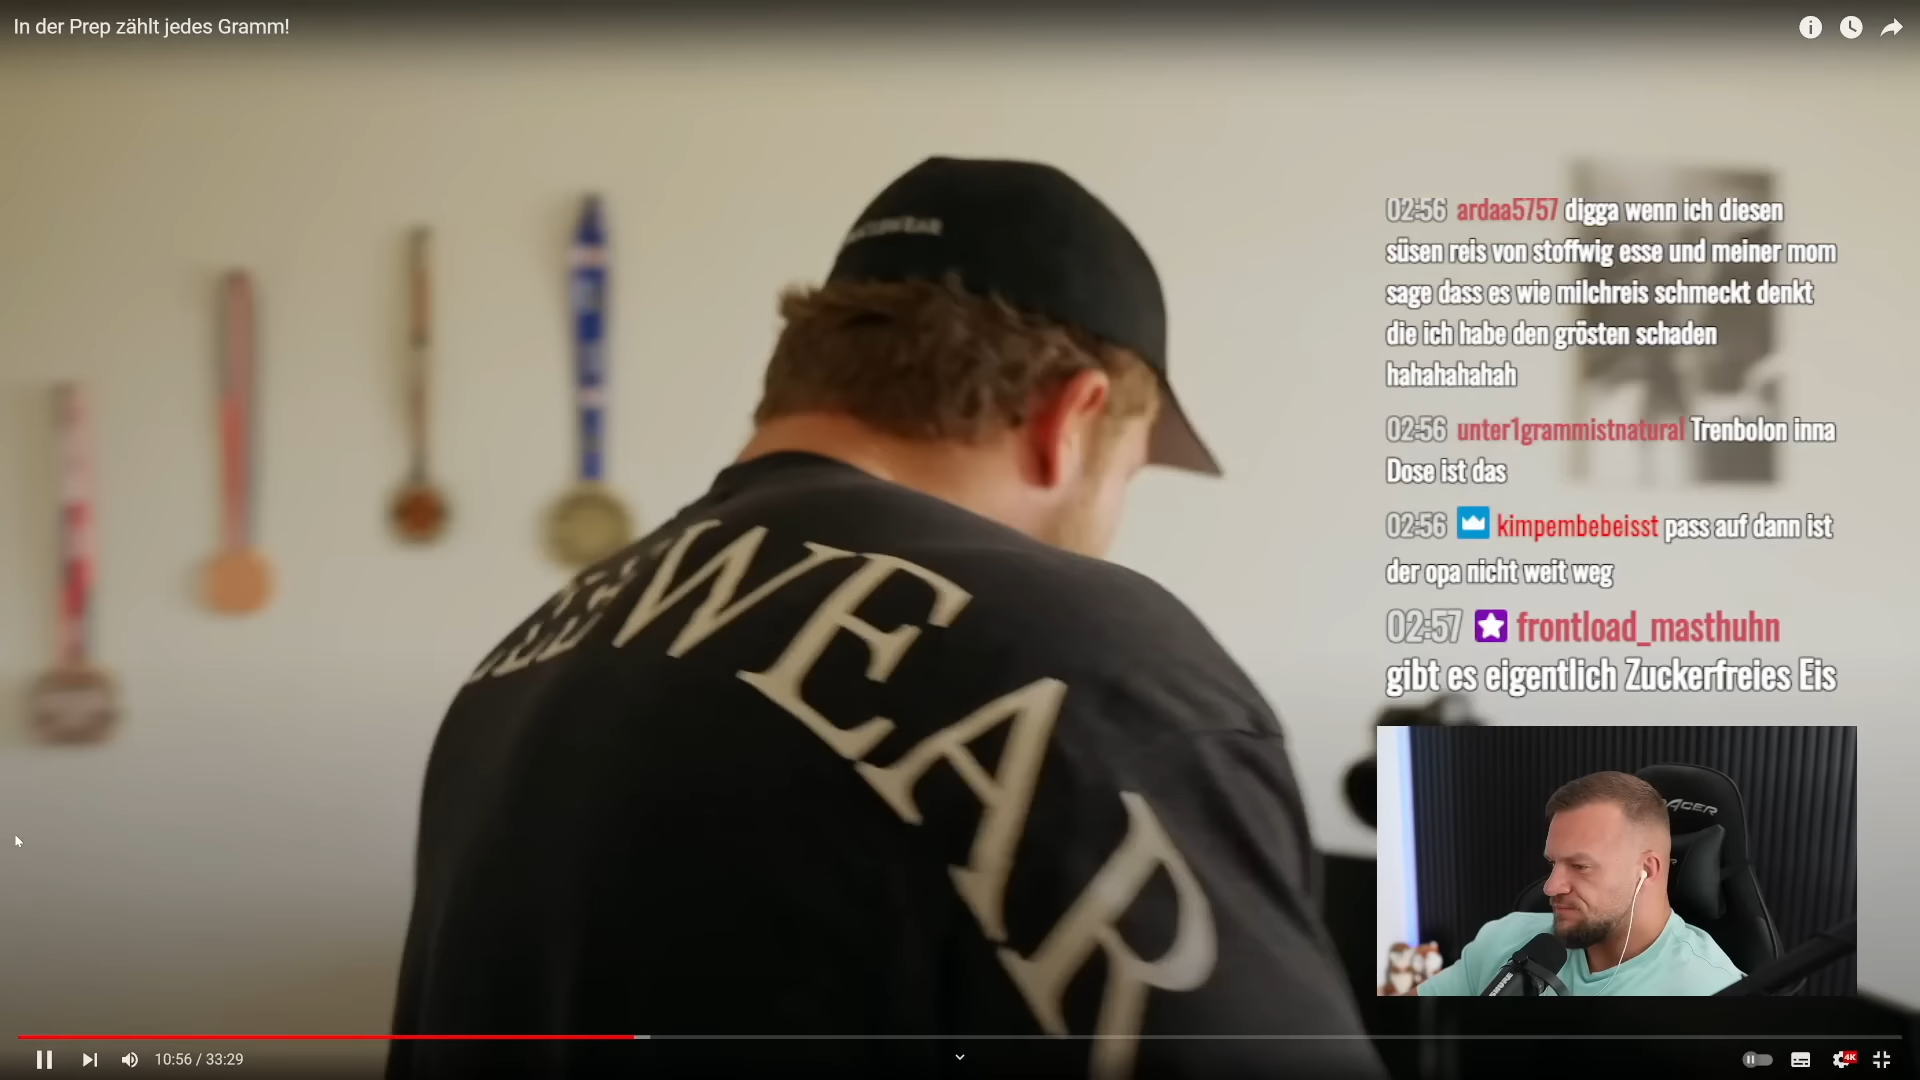 In der Prep zählt jedes Gramm!
02:56 ardaa5757 digga wenn ich diesen
süsen reis von stoffwig esse und meiner mom
sage dass es wie milchreis schmeckt denkt
die ich habe den grösten schaden
hahahahahah
02:56 unter1grammistnatural Trenbolon inna
Dose ist das
02:56 kimpembebeisst pass auf dann ist
der opa nicht weit weg
02:57 frontload_masthuhn
gibt es eigentlich Zuckerfreies Eis
WEAR
10:56 / 33:29
4K